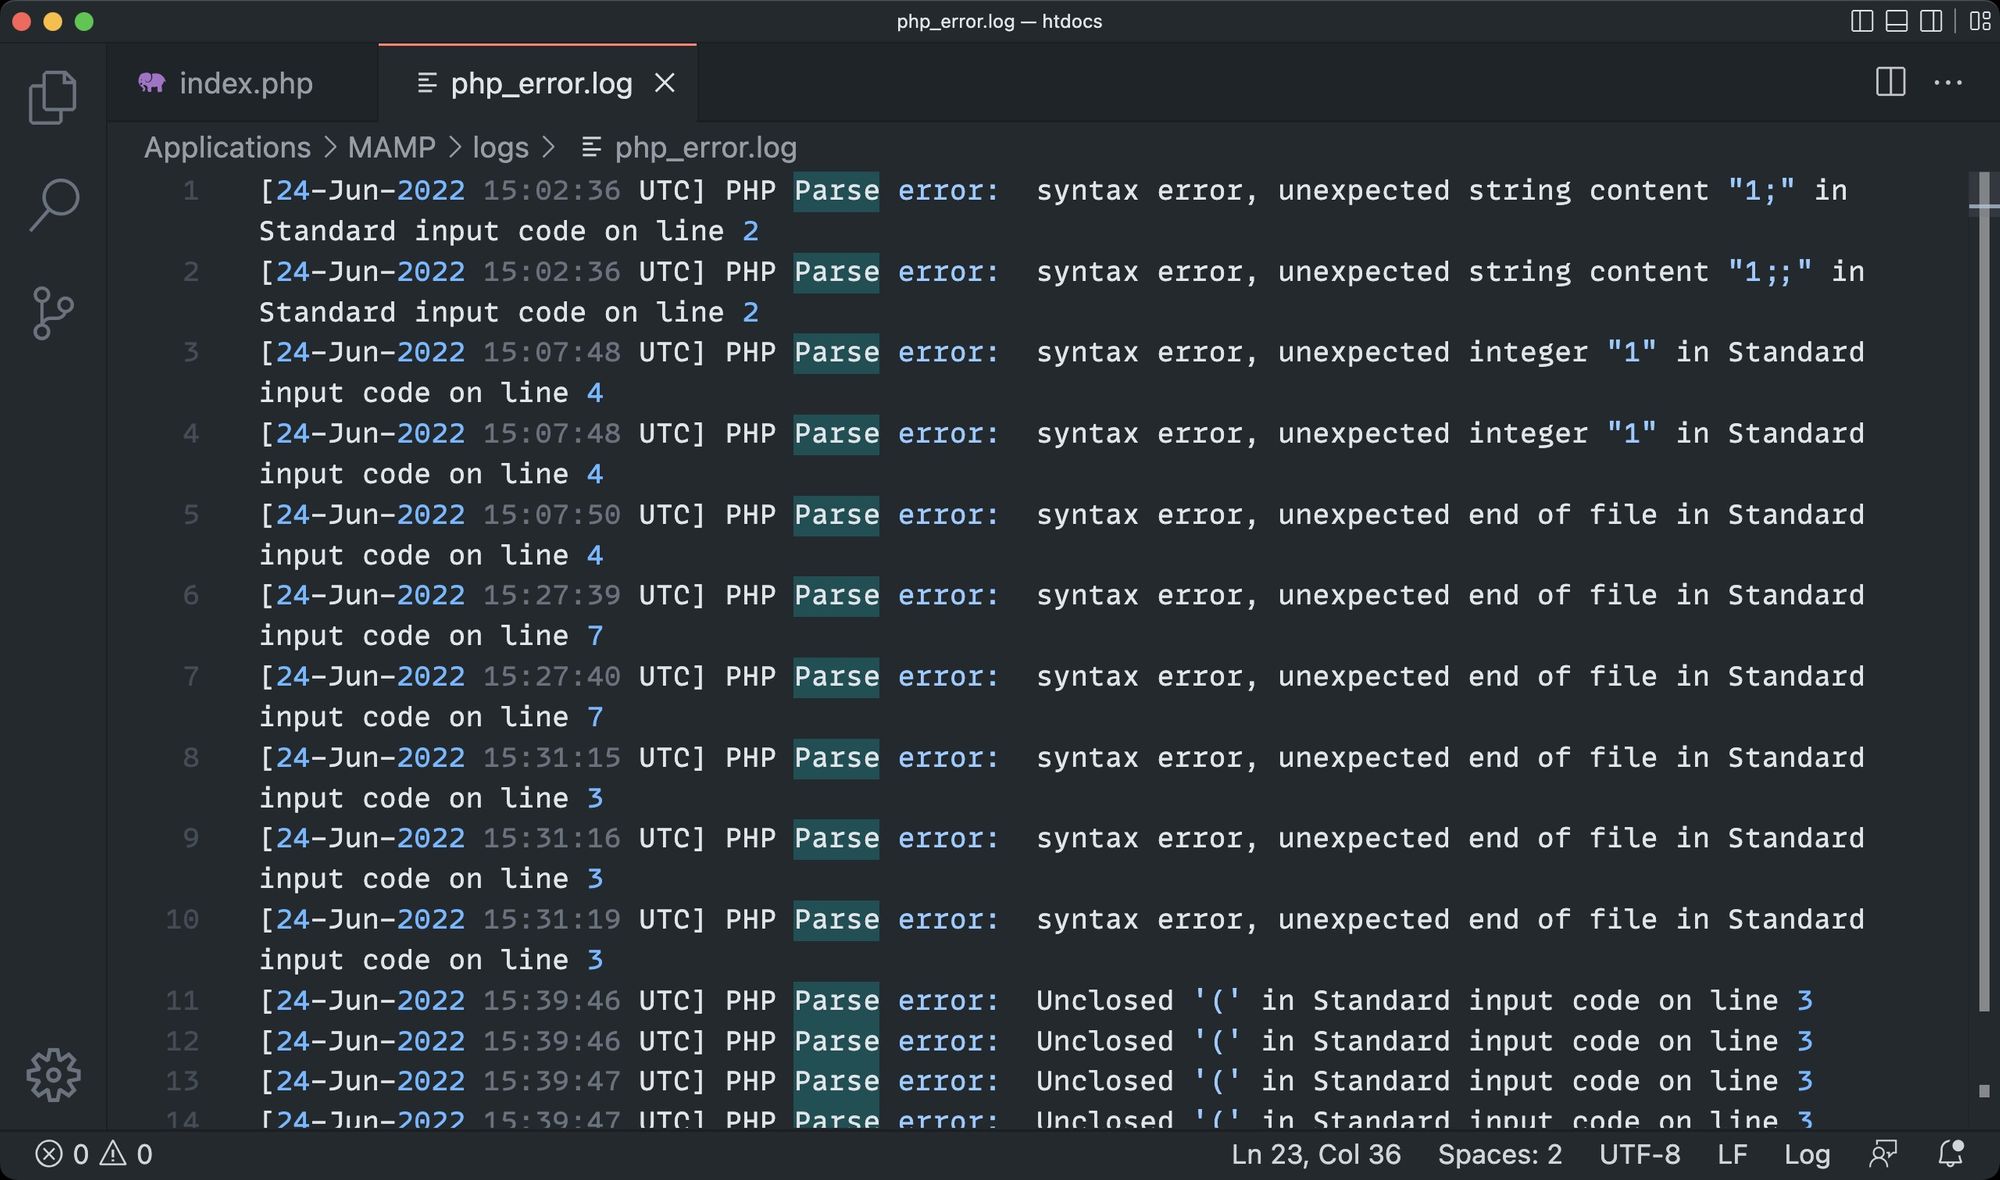 php_error.log — htdocs
index.php
php_error.log
Applications > MAMP > logs > php_error.log
1 [24-Jun-2022 15:02:36 UTC] PHP Parse error:  syntax error, unexpected string content "1;" in
Standard input code on line 2
2 [24-Jun-2022 15:02:36 UTC] PHP Parse error:  syntax error, unexpected string content "1;;" in
Standard input code on line 2
3 [24-Jun-2022 15:07:48 UTC] PHP Parse error:  syntax error, unexpected integer "1" in Standard
input code on line 4
4 [24-Jun-2022 15:07:48 UTC] PHP Parse error:  syntax error, unexpected integer "1" in Standard
input code on line 4
5 [24-Jun-2022 15:07:50 UTC] PHP Parse error:  syntax error, unexpected end of file in Standard
input code on line 4
6 [24-Jun-2022 15:27:39 UTC] PHP Parse error:  syntax error, unexpected end of file in Standard
input code on line 7
7 [24-Jun-2022 15:27:40 UTC] PHP Parse error:  syntax error, unexpected end of file in Standard
input code on line 7
8 [24-Jun-2022 15:31:15 UTC] PHP Parse error:  syntax error, unexpected end of file in Standard
input code on line 3
9 [24-Jun-2022 15:31:16 UTC] PHP Parse error:  syntax error, unexpected end of file in Standard
input code on line 3
10 [24-Jun-2022 15:31:19 UTC] PHP Parse error:  syntax error, unexpected end of file in Standard
input code on line 3
11 [24-Jun-2022 15:39:46 UTC] PHP Parse error:  Unclosed '(' in Standard input code on line 3
12 [24-Jun-2022 15:39:46 UTC] PHP Parse error:  Unclosed '(' in Standard input code on line 3
13 [24-Jun-2022 15:39:47 UTC] PHP Parse error:  Unclosed '(' in Standard input code on line 3
14 [24-Jun-2022 15:39:47 UTC] PHP Parse error:  Unclosed '(' in Standard input code on line 3
0 0 Ln 23, Col 36 Spaces: 2 UTF-8 LF Log